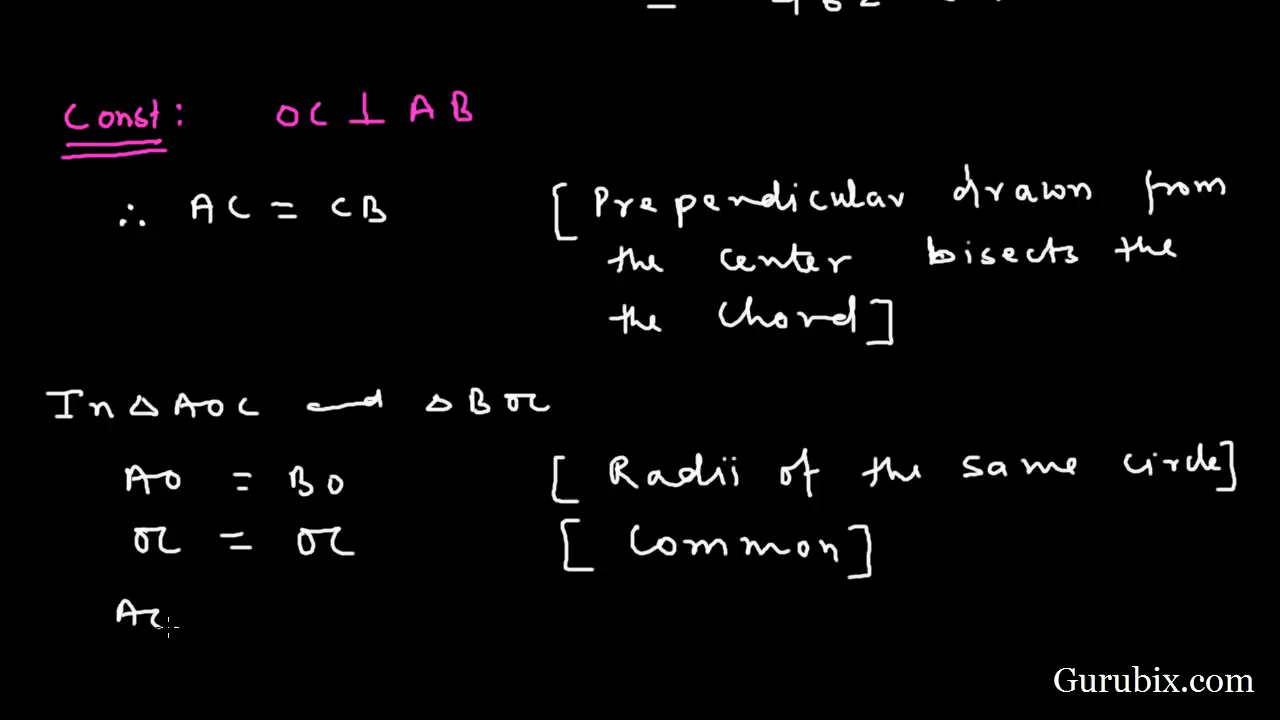 Const: OC ⊥ AB
∴ AC = CB [Prependicular drawn from
the center bisects the
the chord]
In △AOC and △BOC
AO = BO [Radii of the same circle]
OC = OC [Common]
AC
Gurubix.com